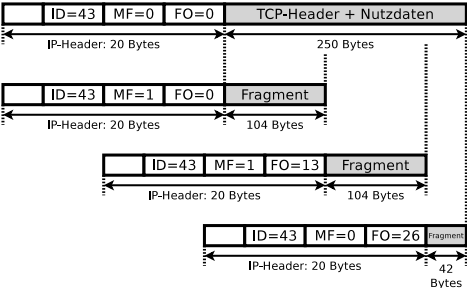 ID=43 MF=0 FO=0 TCP-Header + Nutzdaten
IP-Header: 20 Bytes 250 Bytes
ID=43 MF=1 FO=0 Fragment
IP-Header: 20 Bytes 104 Bytes
ID=43 MF=1 FO=13 Fragment
IP-Header: 20 Bytes 104 Bytes
ID=43 MF=0 FO=26 Fragment
IP-Header: 20 Bytes 42
Bytes